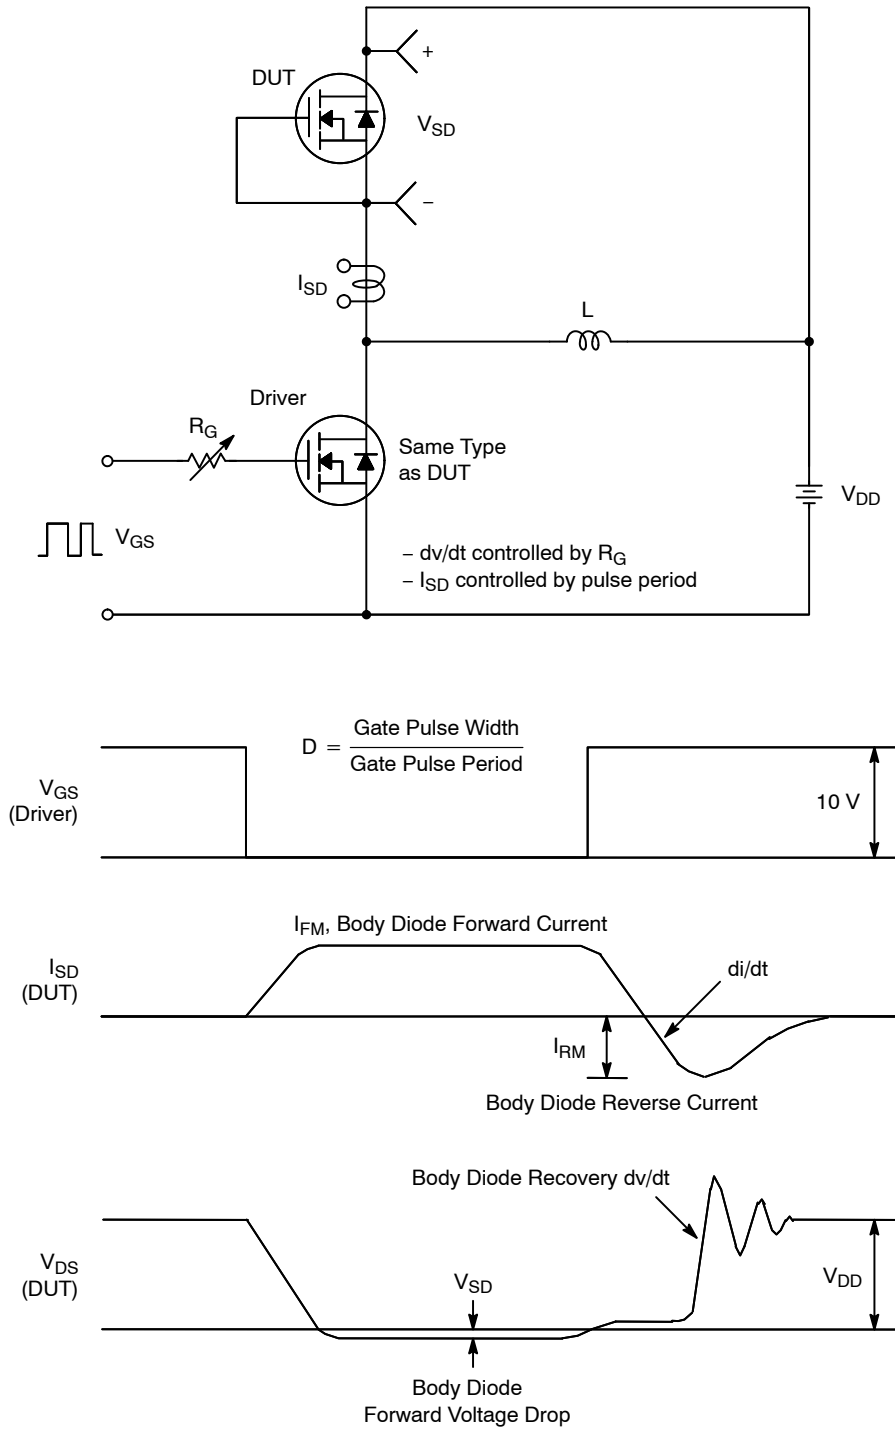 +
DUT
V_SD
−
I_SD
L
Driver
R_G
Same Type
as DUT
V_DD
V_GS
− dv/dt controlled by R_G
− I_SD controlled by pulse period
D = Gate Pulse Width
Gate Pulse Period
V_GS
(Driver)
10 V
I_FM, Body Diode Forward Current
I_SD
(DUT)
di/dt
I_RM
Body Diode Reverse Current
Body Diode Recovery dv/dt
V_DS
(DUT)
V_SD
V_DD
Body Diode
Forward Voltage Drop